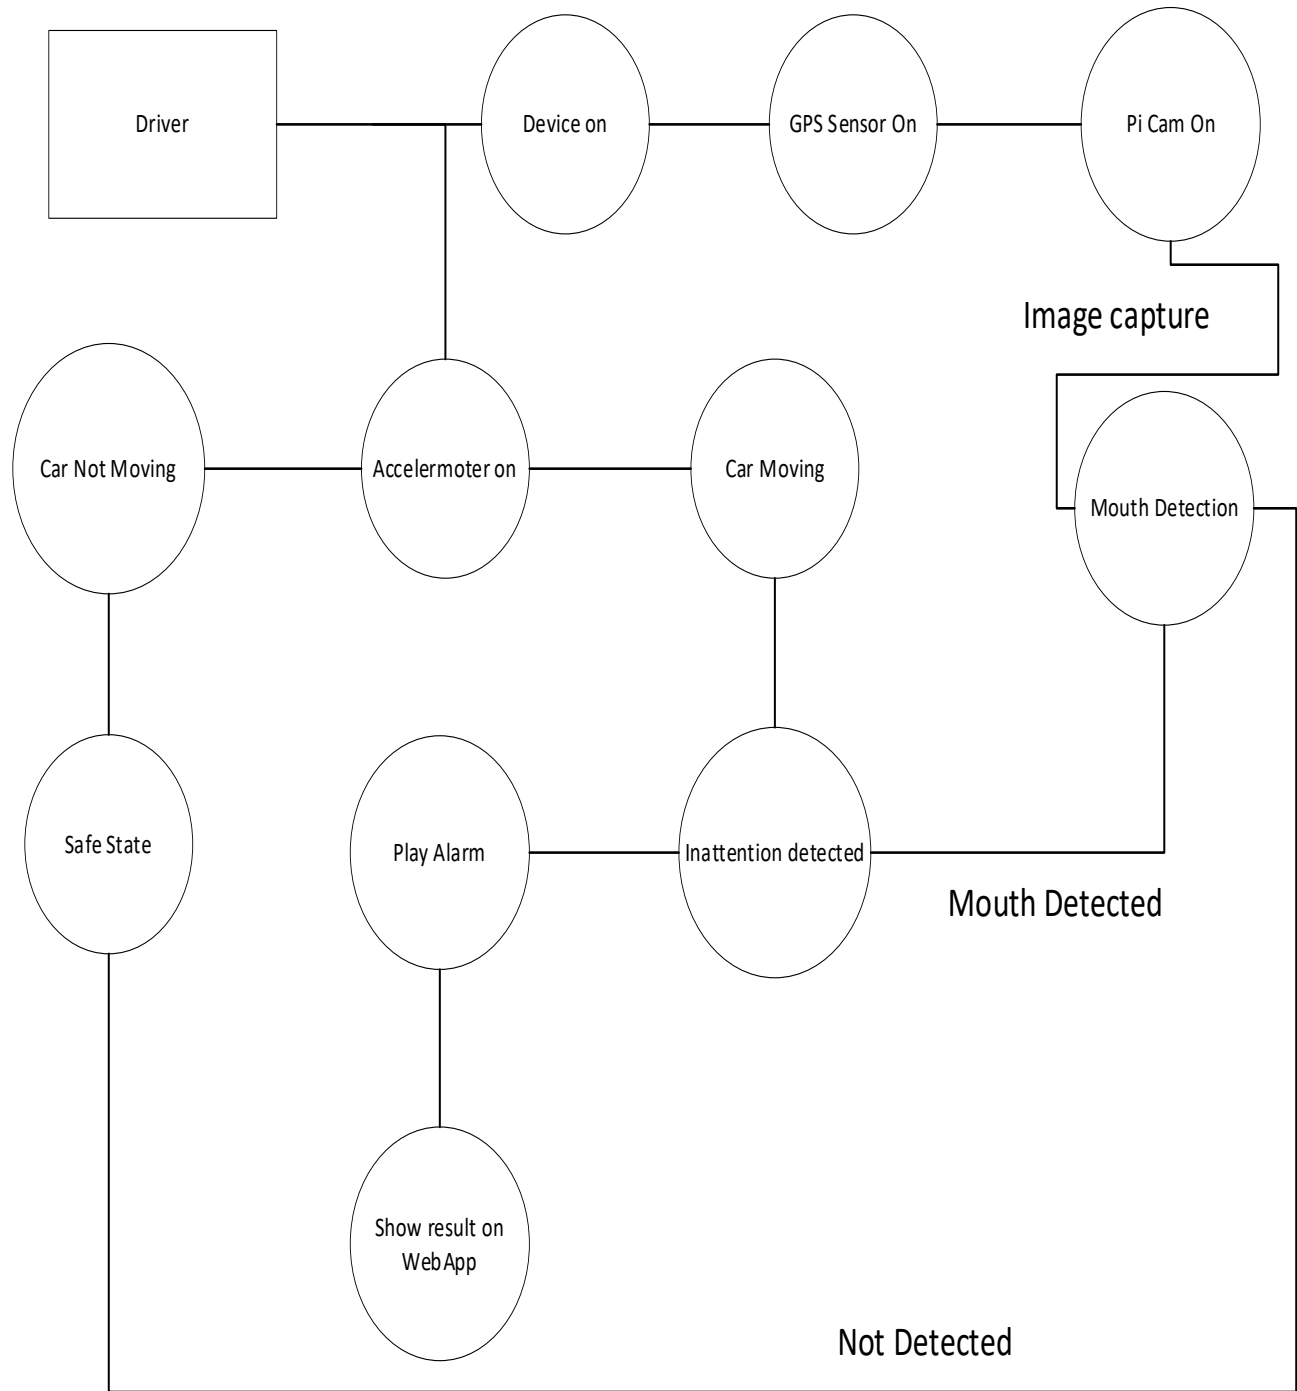 Driver
Device on
GPS Sensor On
Pi Cam On
Image capture
Car Not Moving
Accelermoter on
Car Moving
Mouth Detection
Safe State
Play Alarm
Inattention detected
Mouth Detected
Show result on
WebApp
Not Detected